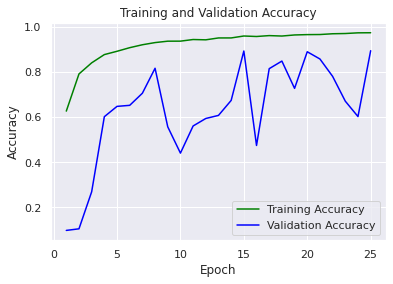 Training and Validation Accuracy
1.0
0.8
0.6
0.4
0.2
Accuracy
Training Accuracy
Validation Accuracy
0 5 10 15 20 25
Epoch